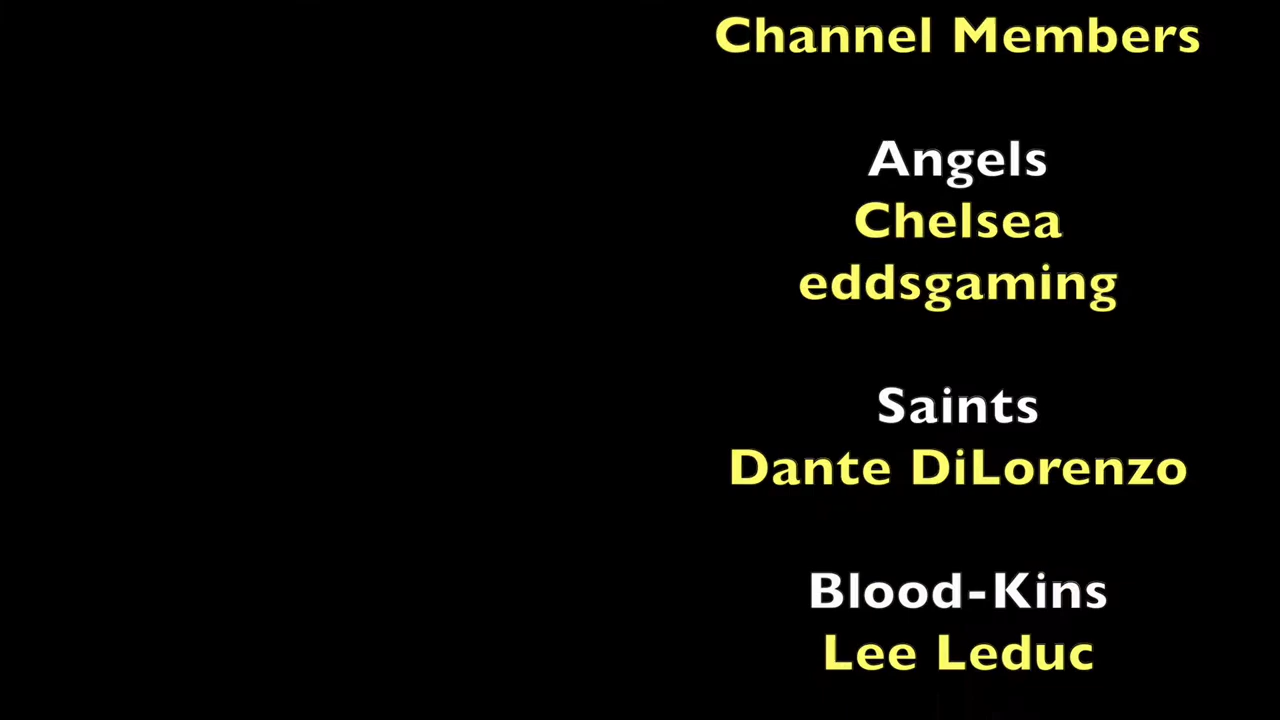 Channel Members
Angels
Chelsea
eddsgaming
Saints
Dante DiLorenzo
Blood-Kins
Lee Leduc